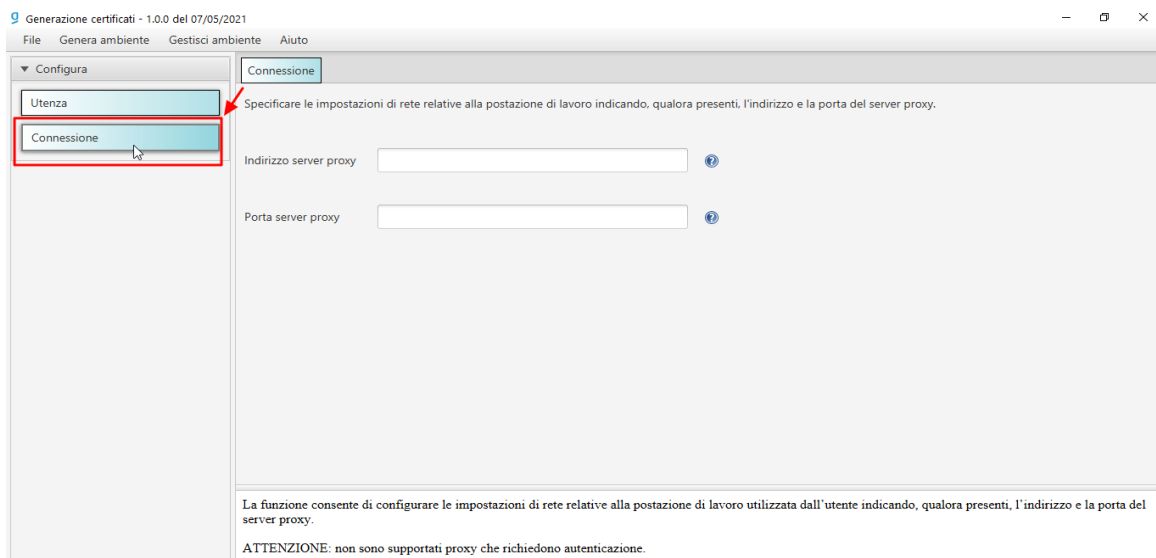 g Generazione certificati - 1.0.0 del 07/05/2021
File Genera ambiente Gestisci ambiente Aiuto
Configura
Connessione
Utenza
Connessione
Specificare le impostazioni di rete relative alla postazione di lavoro indicando, qualora presenti, l'indirizzo e la porta del server proxy.
Indirizzo server proxy ?
Porta server proxy ?
La funzione consente di configurare le impostazioni di rete relative alla postazione di lavoro utilizzata dall'utente indicando, qualora presenti, l'indirizzo e la porta del
server proxy.
ATTENZIONE: non sono supportati proxy che richiedono autenticazione.